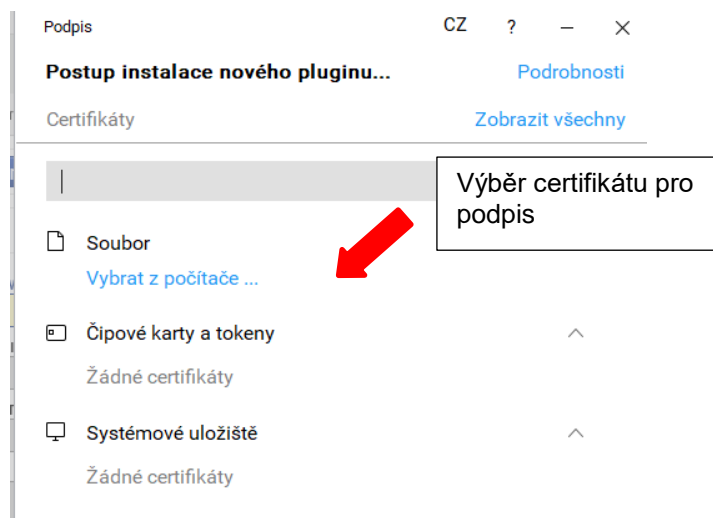 Podpis CZ ? – ×
Postup instalace nového pluginu... Podrobnosti
Certifikáty Zobrazit všechny
Výběr certifikátu pro
podpis
Soubor
Vybrat z počítače ...
Čipové karty a tokeny
Žádné certifikáty
Systémové uložiště
Žádné certifikáty